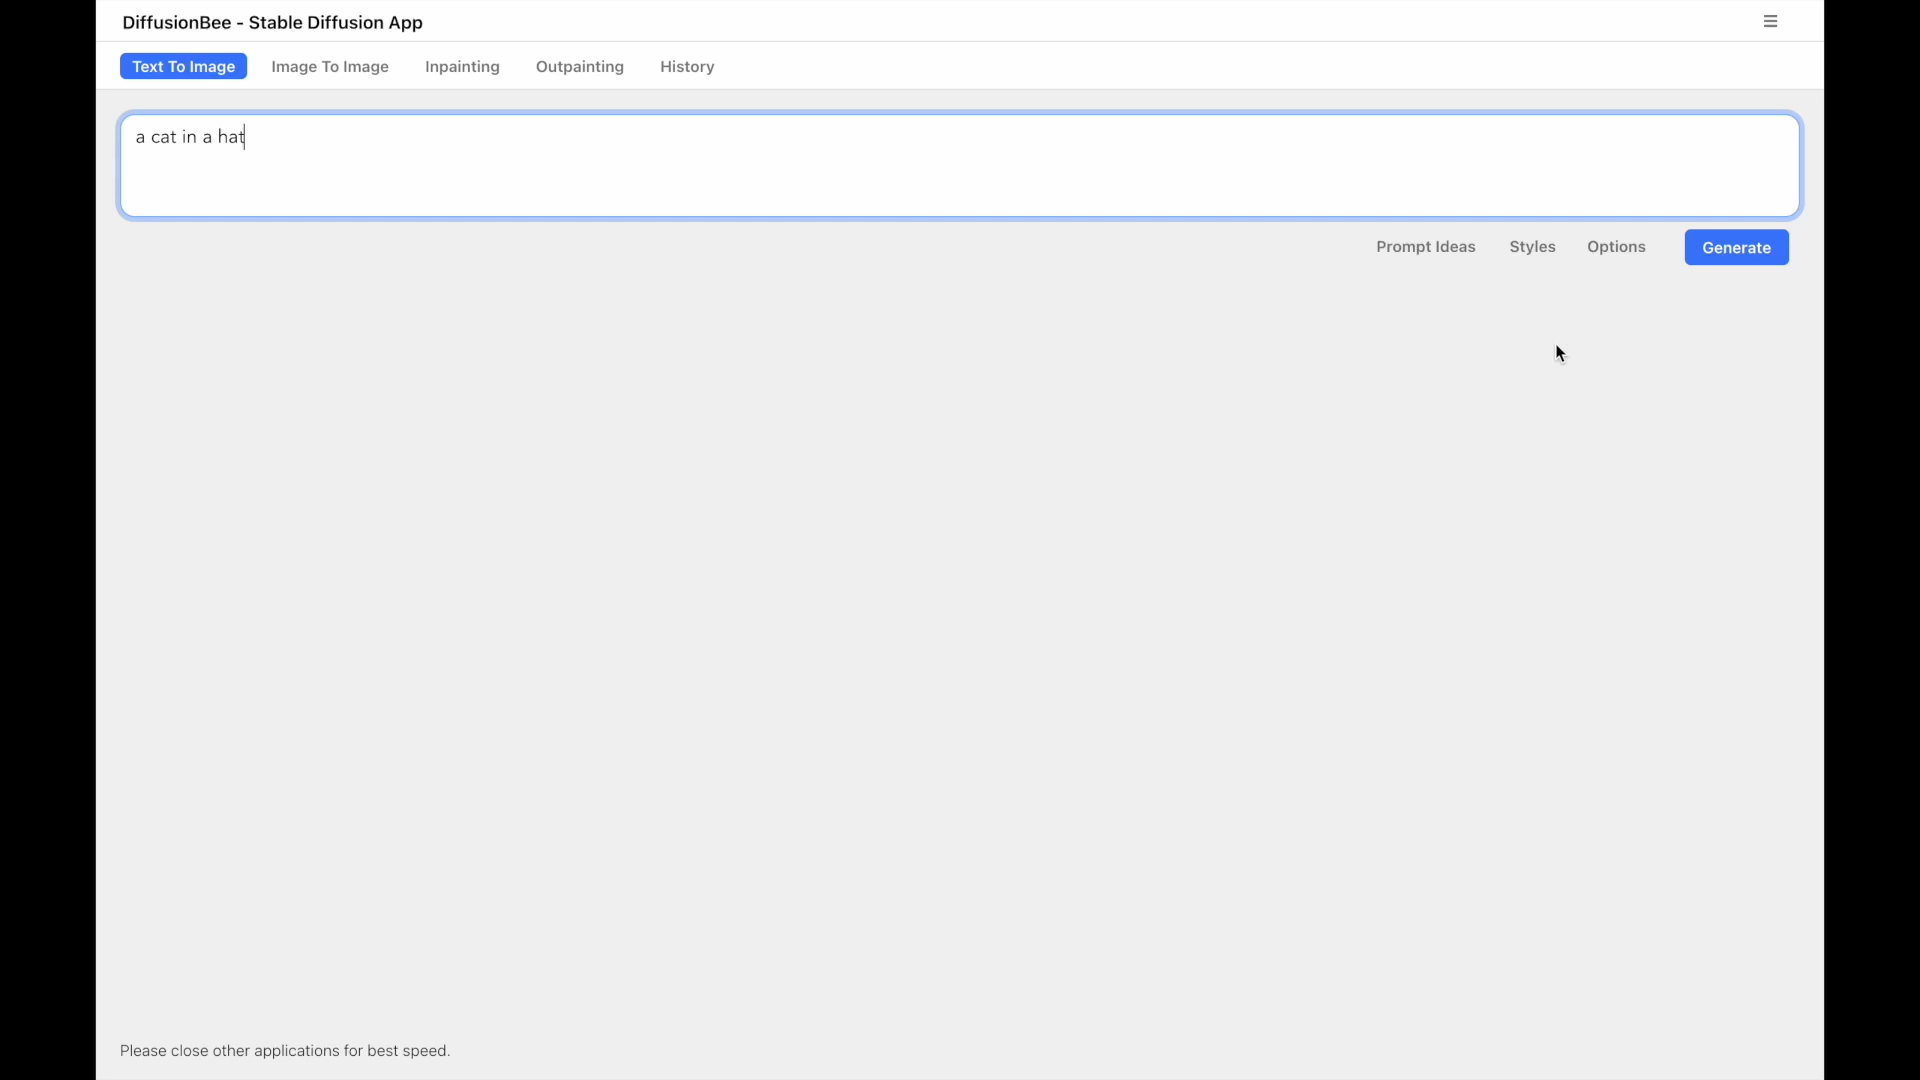 DiffusionBee - Stable Diffusion App
Text To Image Image To Image Inpainting Outpainting History
a cat in a hat
Prompt Ideas Styles Options Generate
Please close other applications for best speed.